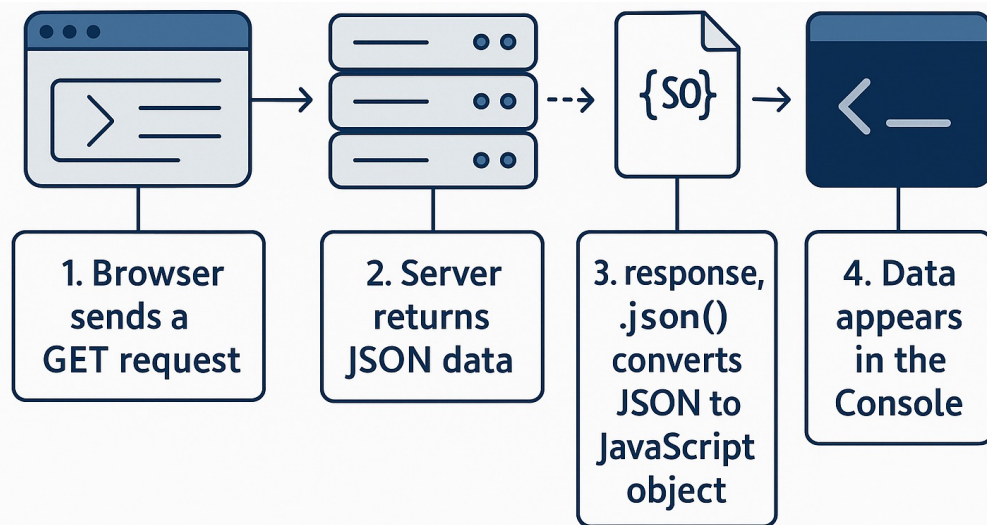 {SO}
1. Browser
sends a
GET request
2. Server
returns
JSON data
3. response,
.json()
converts
JSON to
JavaScript
object
4. Data
appears
in the
Console